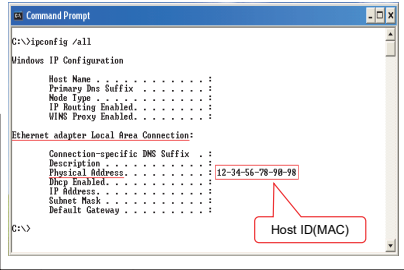 Command Prompt
C:\>ipconfig /all
Windows IP Configuration
Host Name . . . . . . . . . . . . :
Primary Dns Suffix . . . . . . . :
Node Type . . . . . . . . . . . . :
IP Routing Enabled. . . . . . . . :
WINS Proxy Enabled. . . . . . . . :
Ethernet adapter Local Area Connection:
Connection-specific DNS Suffix . :
Description . . . . . . . . . . . :
Physical Address. . . . . . . . . : 12-34-56-78-90-98
Dhcp Enabled. . . . . . . . . . . :
IP Address. . . . . . . . . . . . :
Subnet Mask . . . . . . . . . . . :
Default Gateway . . . . . . . . . :
Host ID(MAC)
C:\>